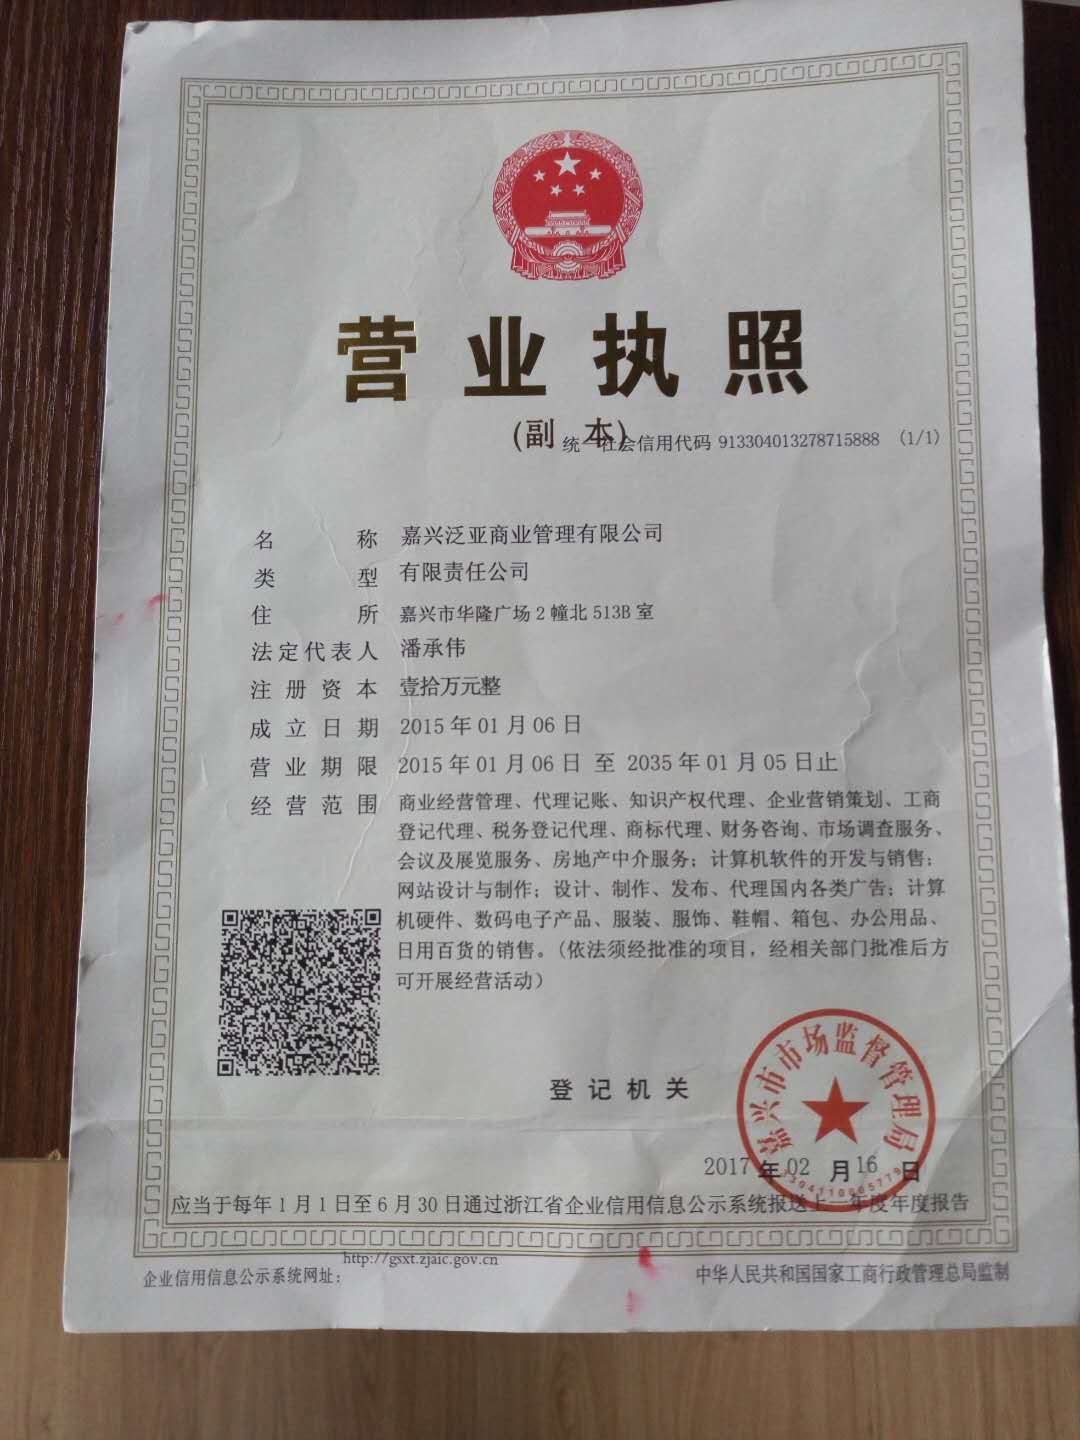 营业执照
(副 本)
统一社会信用代码 913304013278715888 (1/1)
名称 嘉兴泛亚商业管理有限公司
类型 有限责任公司
住所 嘉兴市华隆广场2幢北513B室
法定代表人 潘承伟
注册资本 壹拾万元整
成立日期 2015年01月06日
营业期限 2015年01月06日 至 2035年01月05日止
经营范围 商业经营管理、代理记账、知识产权代理、企业营销策划、工商
登记代理、税务登记代理、商标代理、财务咨询、市场调查服务、
会议及展览服务、房地产中介服务；计算机软件的开发与销售；
网站设计与制作；设计、制作、发布、代理国内各类广告；计算
机硬件、数码电子产品、服装、服饰、鞋帽、箱包、办公用品、
日用百货的销售。(依法须经批准的项目，经相关部门批准后方
可开展经营活动)
登记机关
嘉兴市市场监督管理局
2017年02月16日
应当于每年1月1日至6月30日通过浙江省企业信用信息公示系统报送上一年度年度报告
http://gsxt.zjaic.gov.cn
企业信用信息公示系统网址：
中华人民共和国国家工商行政管理总局监制